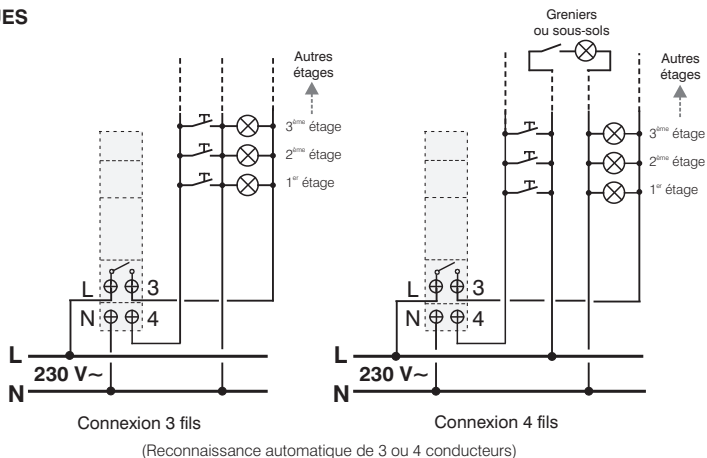 UES
Autres
étages
3ème étage
2ème étage
1er étage
L 3
N 4
L
230 V~
N
Connexion 3 fils
Greniers
ou sous-sols
Autres
étages
3ème étage
2ème étage
1er étage
L 3
N 4
L
230 V~
N
Connexion 4 fils
(Reconnaissance automatique de 3 ou 4 conducteurs)